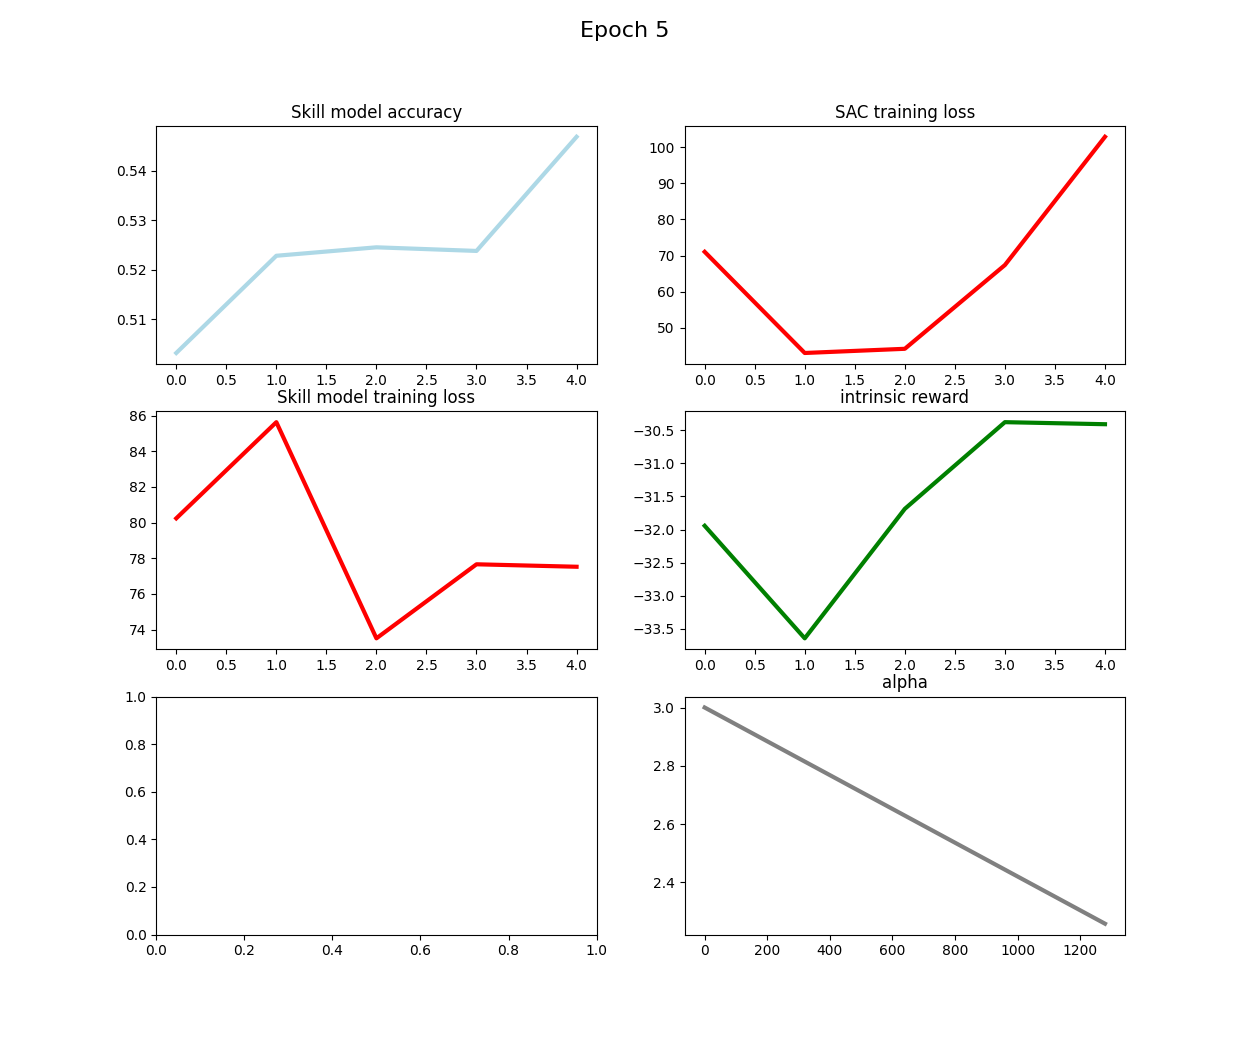 Epoch 5
Skill model accuracy
0.54
0.53
0.52
0.51
0.0 0.5 1.0 1.5 2.0 2.5 3.0 3.5 4.0
SAC training loss
100
90
80
70
60
50
0.0 0.5 1.0 1.5 2.0 2.5 3.0 3.5 4.0
Skill model training loss
86
84
82
80
78
76
74
0.0 0.5 1.0 1.5 2.0 2.5 3.0 3.5 4.0
intrinsic reward
−30.5
−31.0
−31.5
−32.0
−32.5
−33.0
−33.5
0.0 0.5 1.0 1.5 2.0 2.5 3.0 3.5 4.0
1.0
0.8
0.6
0.4
0.2
0.0
0.0 0.2 0.4 0.6 0.8 1.0
alpha
3.0
2.8
2.6
2.4
0 200 400 600 800 1000 1200